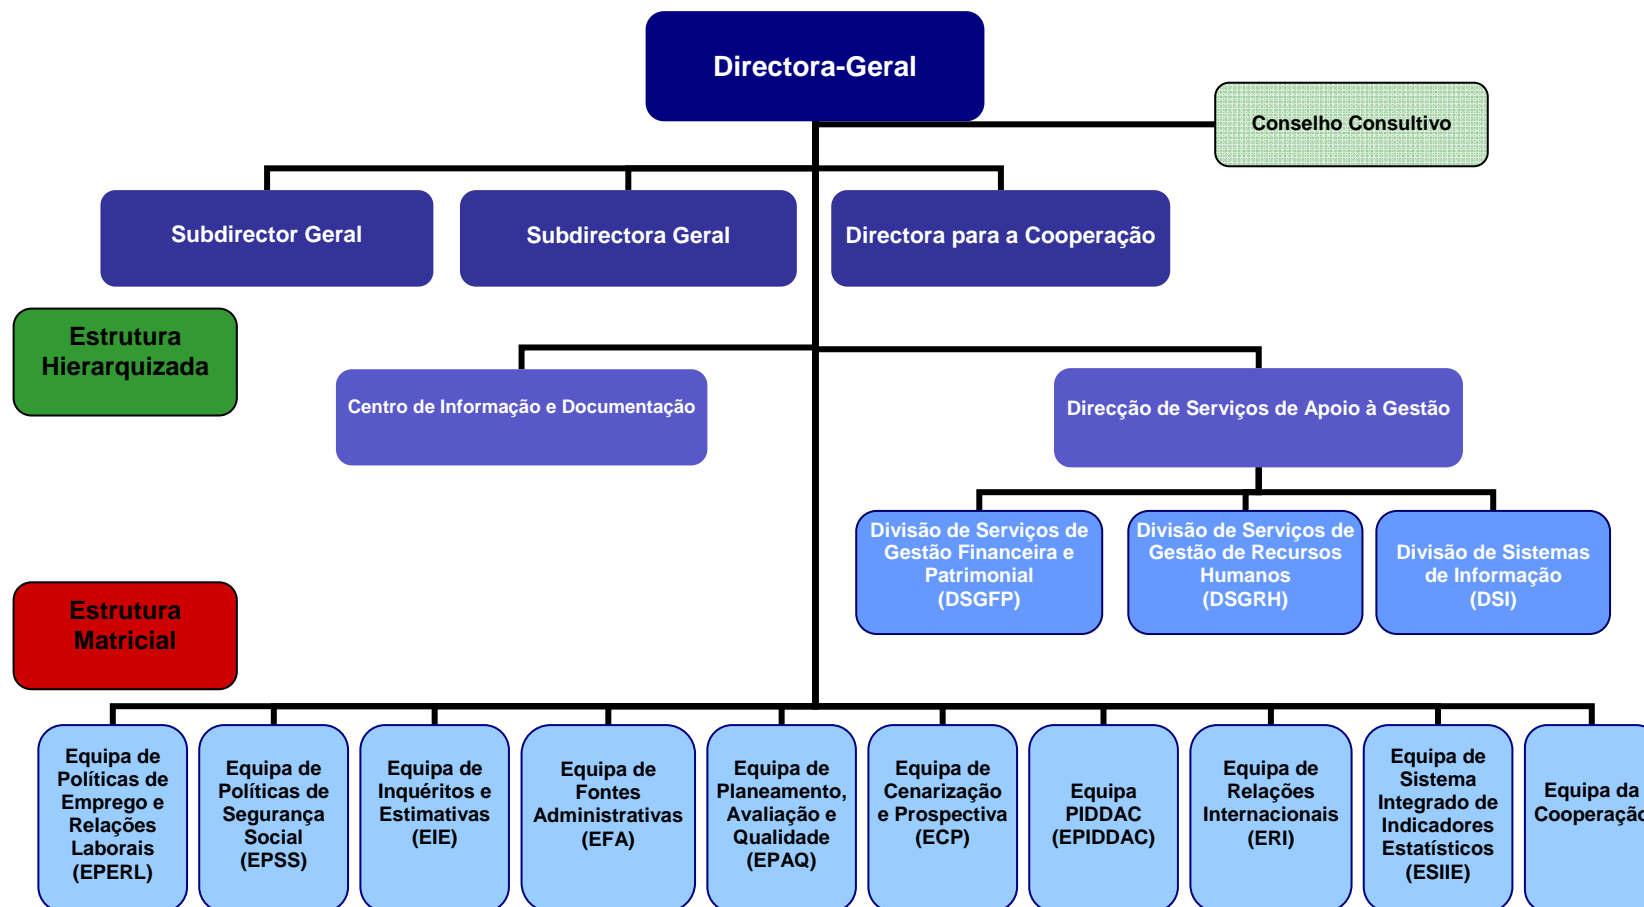 Directora-Geral
Conselho Consultivo
Subdirector Geral
Subdirectora Geral
Directora para a Cooperação
Estrutura
Hierarquizada
Centro de Informação e Documentação
Direcção de Serviços de Apoio à Gestão
Divisão de Serviços de
Gestão Financeira e
Patrimonial
(DSGFP)
Divisão de Serviços de
Gestão de Recursos
Humanos
(DSGRH)
Divisão de Sistemas
de Informação
(DSI)
Estrutura
Matricial
Equipa de
Políticas de
Emprego e
Relações
Laborais
(EPERL)
Equipa de
Políticas de
Segurança
Social
(EPSS)
Equipa de
Inquéritos e
Estimativas
(EIE)
Equipa de
Fontes
Administrativas
(EFA)
Equipa de
Planeamento,
Avaliação e
Qualidade
(EPAQ)
Equipa de
Cenarização
e Prospectiva
(ECP)
Equipa
PIDDAC
(EPIDDAC)
Equipa de
Relações
Internacionais
(ERI)
Equipa de
Sistema
Integrado de
Indicadores
Estatísticos
(ESIIE)
Equipa da
Cooperação